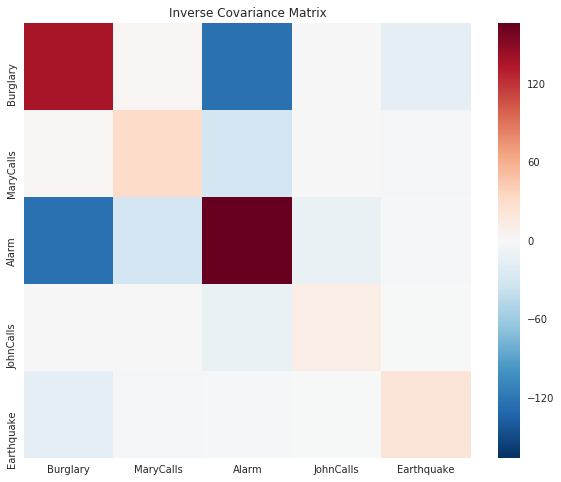 Inverse Covariance Matrix
Burglary
MaryCalls
Alarm
JohnCalls
Earthquake
Burglary MaryCalls Alarm JohnCalls Earthquake
120
60
0
−60
−120